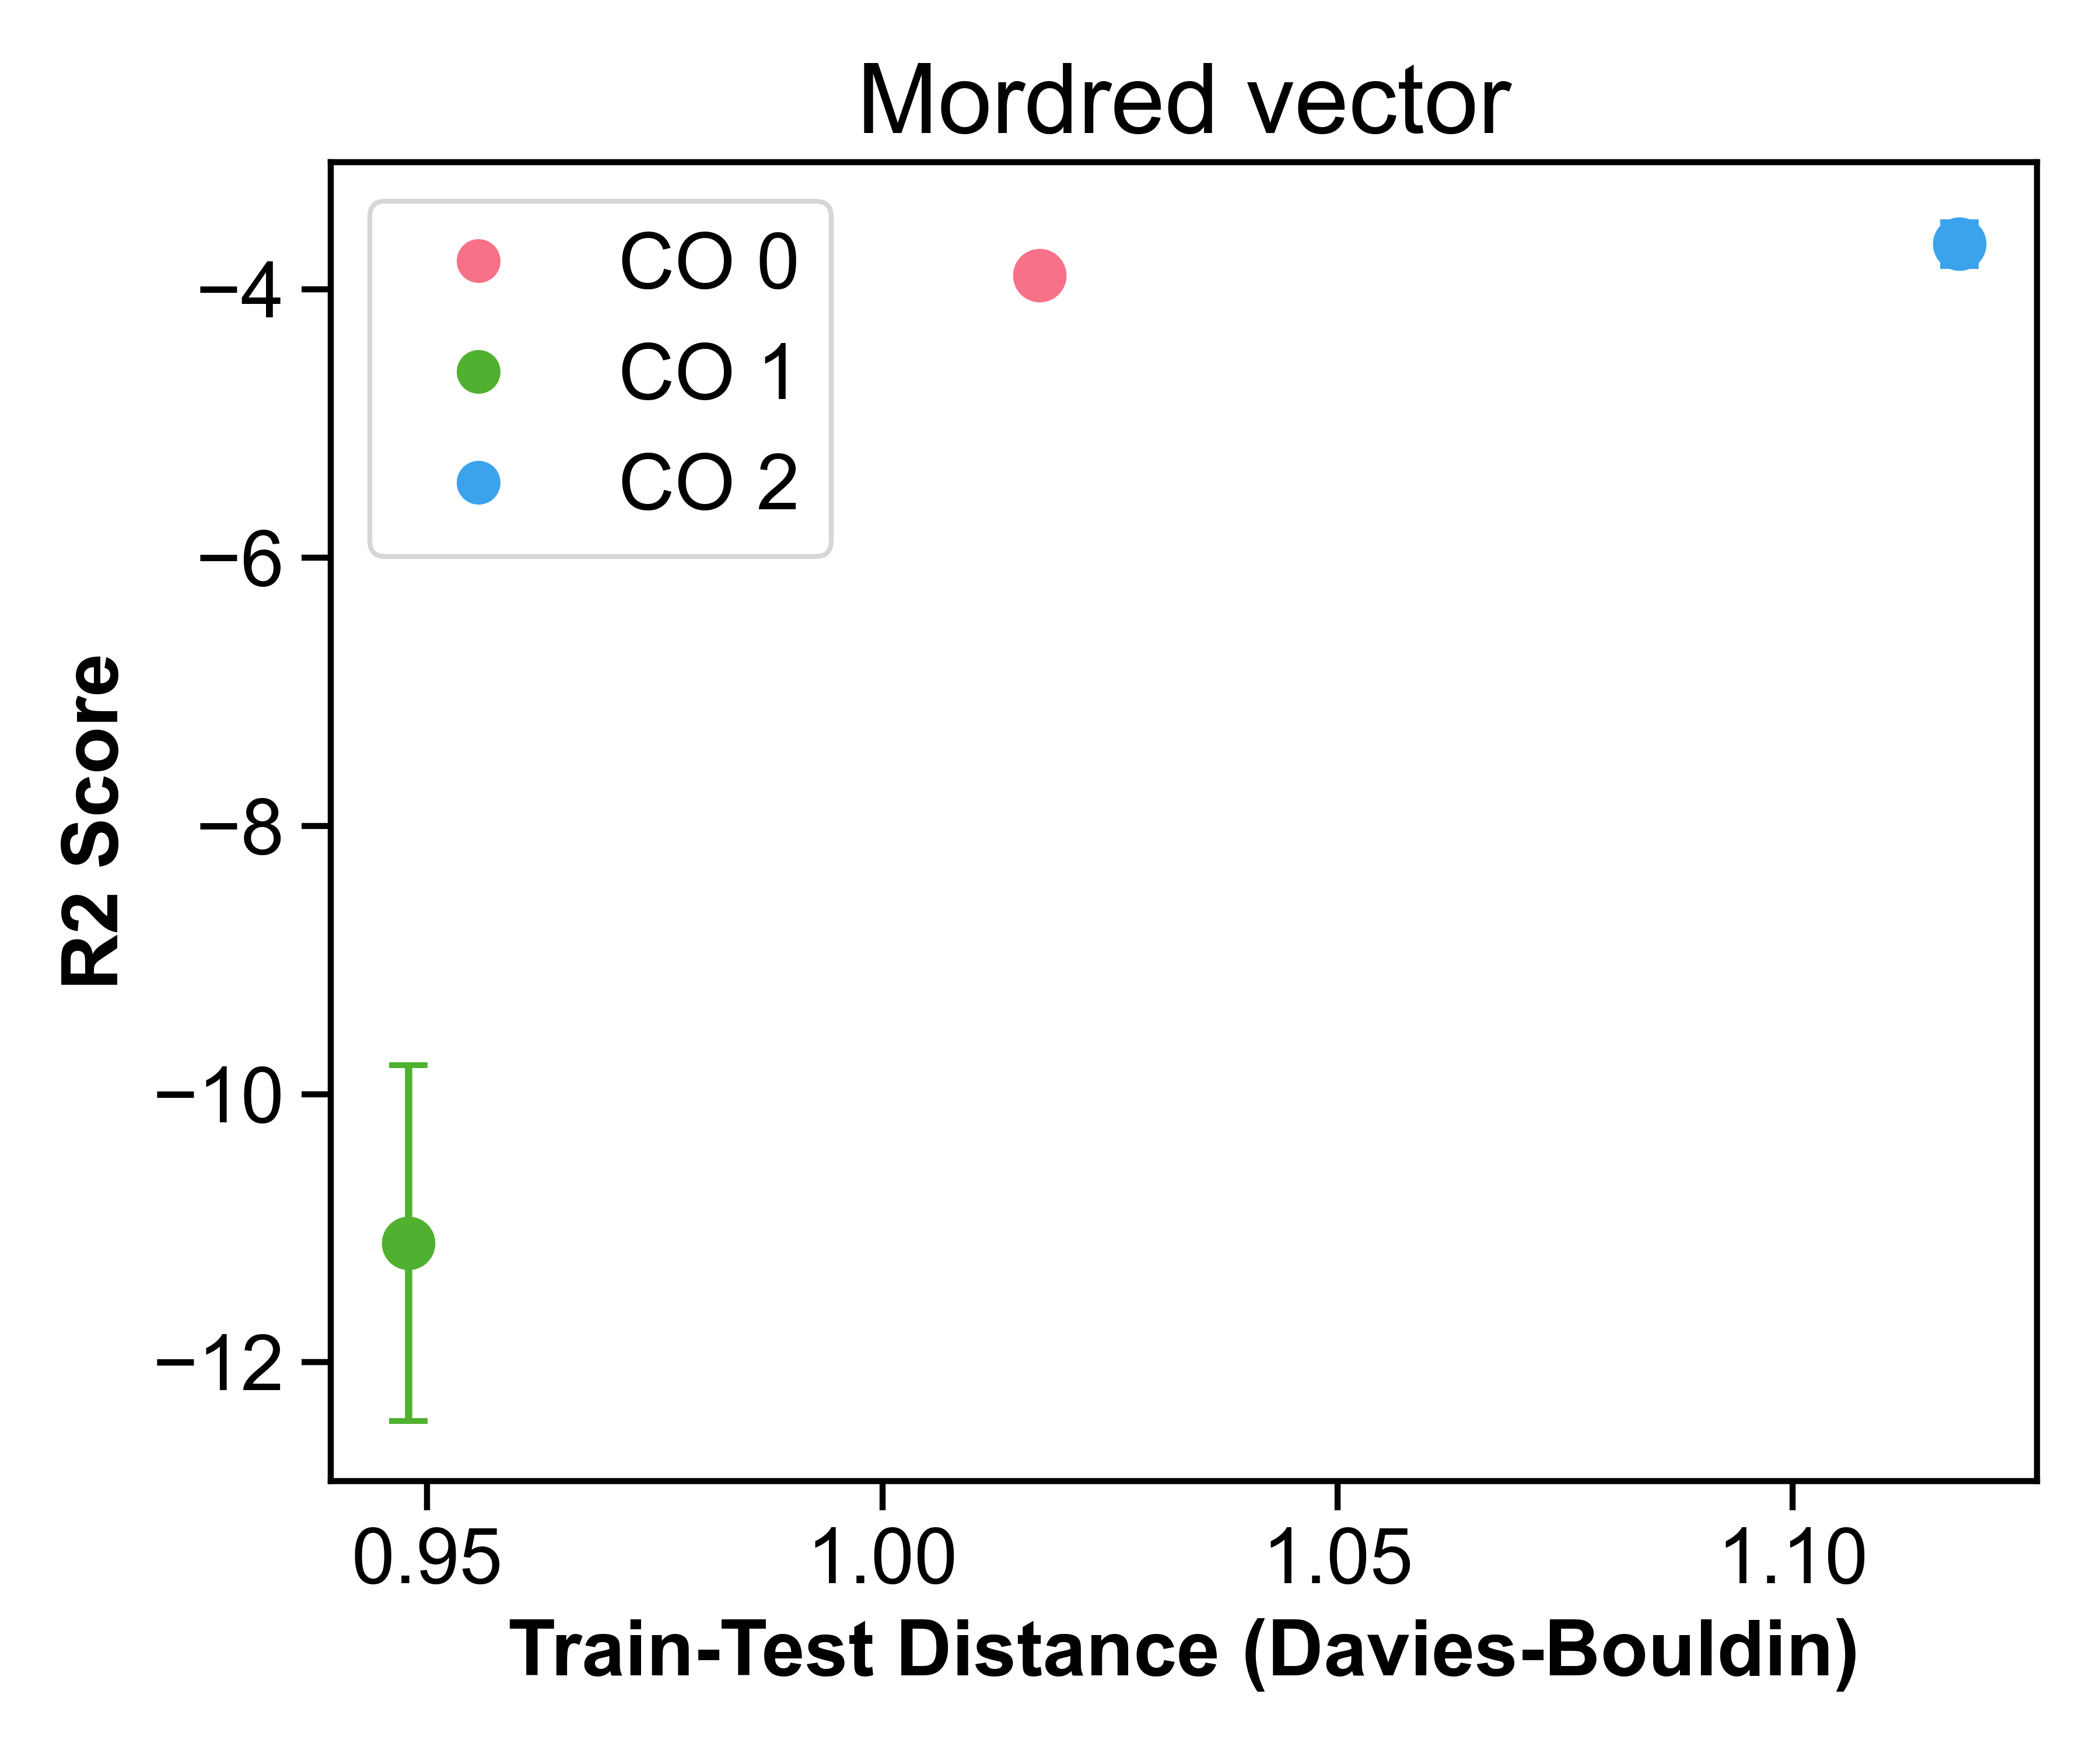 Mordred vector
CO 0
CO 1
CO 2
−4
−6
−8
−10
−12
R2 Score
0.95 1.00 1.05 1.10
Train-Test Distance (Davies-Bouldin)